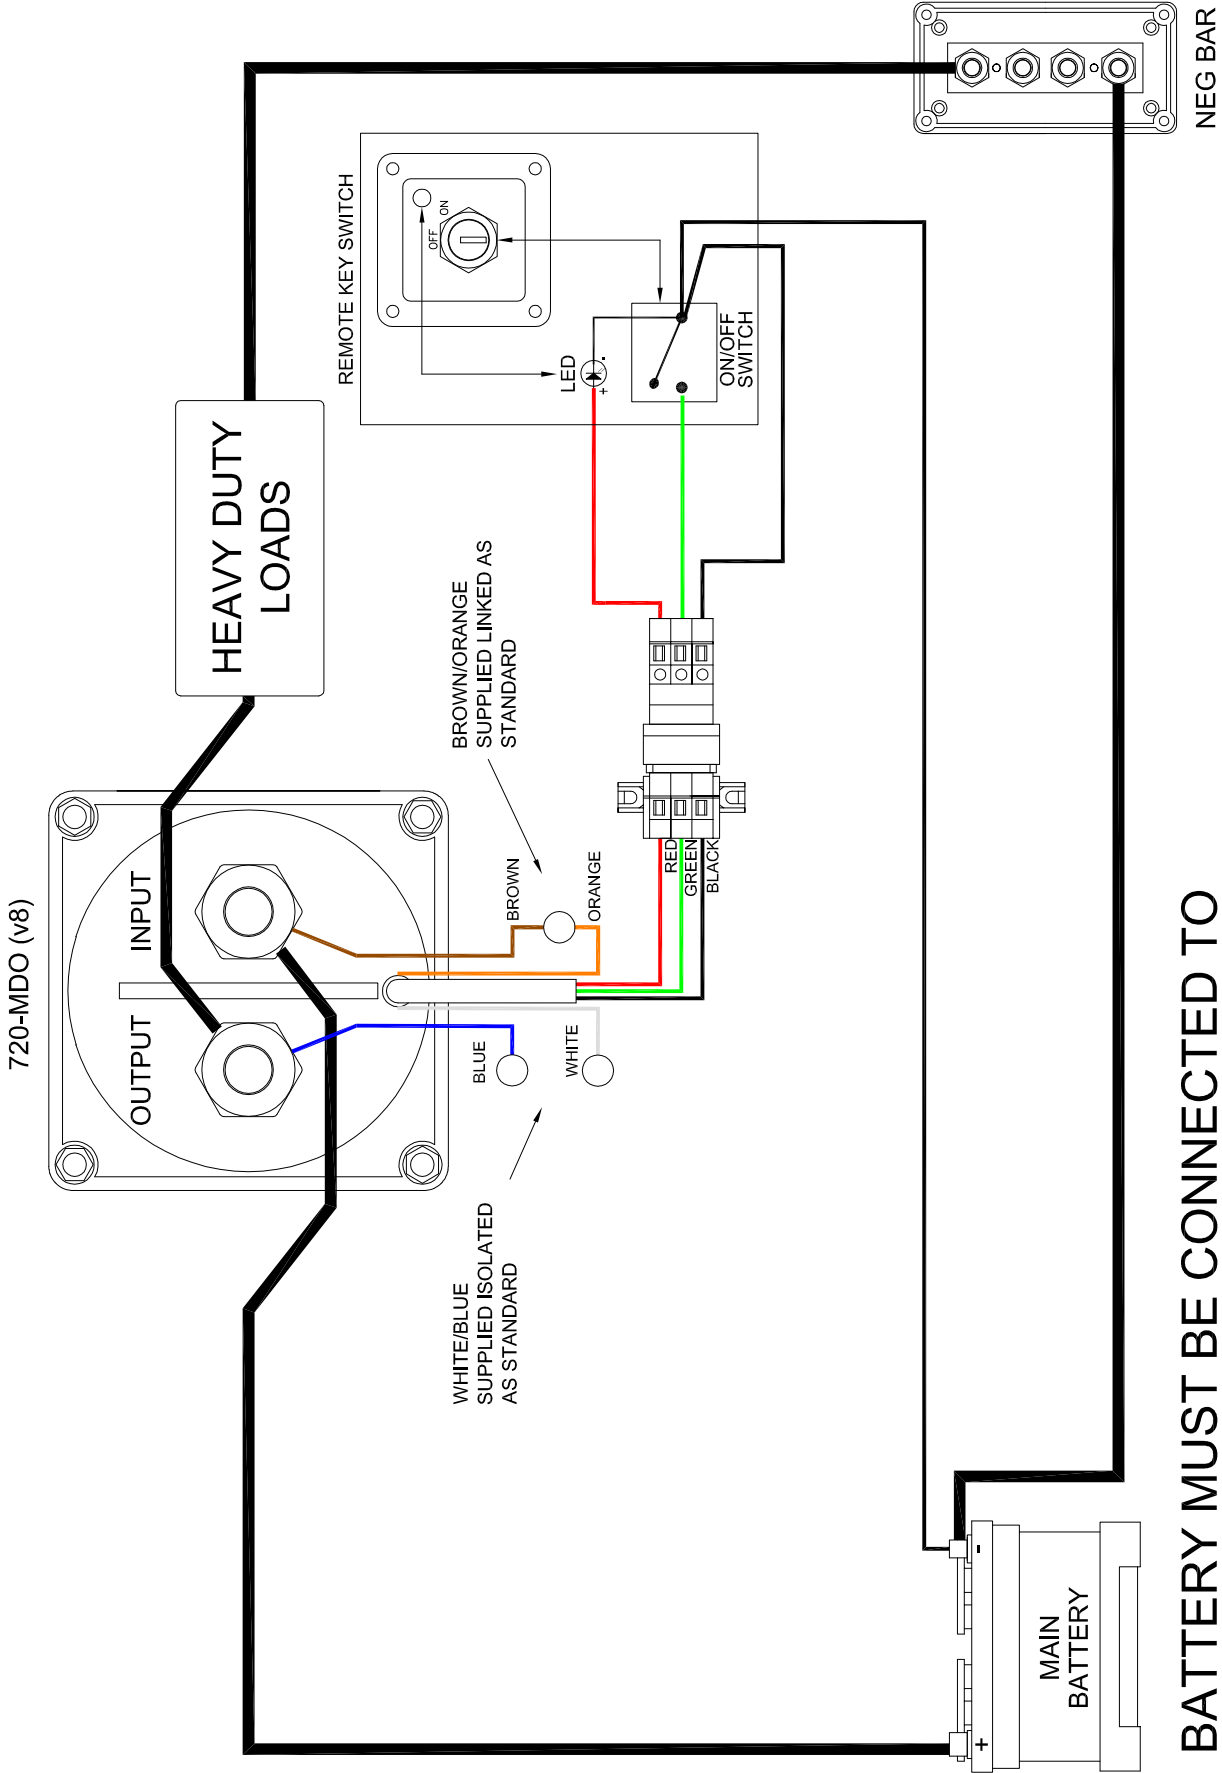 720-MDO (v8)
OUTPUT
INPUT
HEAVY DUTY
LOADS
REMOTE KEY SWITCH
OFF
ON
LED
+
-
ON/OFF
SWITCH
NEG BAR
BROWN/ORANGE
SUPPLIED LINKED AS
STANDARD
BROWN
ORANGE
BLUE
WHITE
RED
GREEN
BLACK
WHITE/BLUE
SUPPLIED ISOLATED
AS STANDARD
+
-
MAIN
BATTERY
BATTERY MUST BE CONNECTED TO